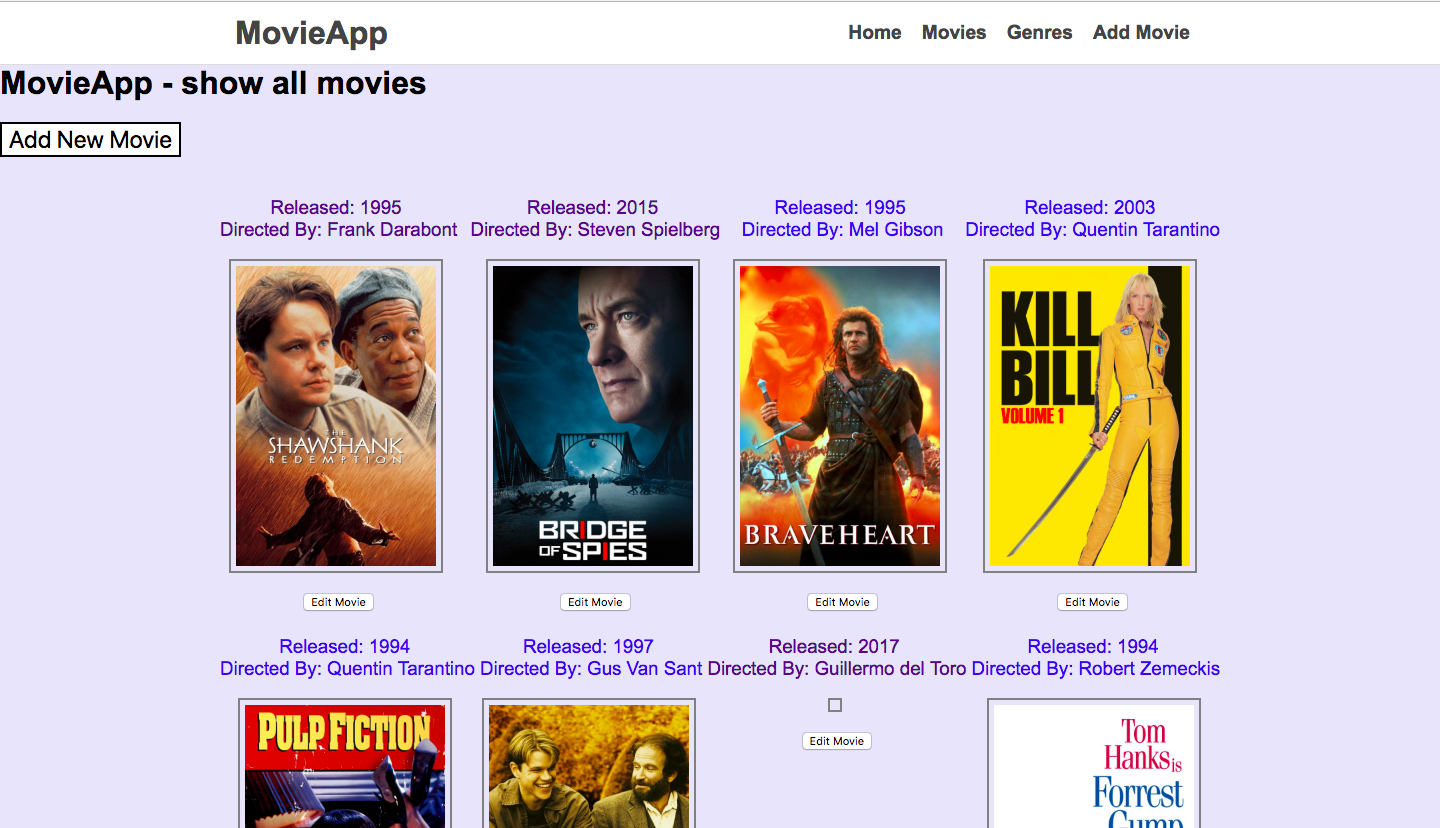 MovieApp
Home Movies Genres Add Movie
MovieApp - show all movies
Add New Movie
Released: 1995
Directed By: Frank Darabont
Released: 2015
Directed By: Steven Spielberg
Released: 1995
Directed By: Mel Gibson
Released: 2003
Directed By: Quentin Tarantino
THE
SHAWSHANK
REDEMPTION
BRIDGE
OF SPIES
BRAVEHEART
KILL
BILL
VOLUME 1
Edit Movie
Edit Movie
Edit Movie
Edit Movie
Released: 1994
Directed By: Quentin Tarantino
Released: 1997
Directed By: Gus Van Sant
Released: 2017
Directed By: Guillermo del Toro
Released: 1994
Directed By: Robert Zemeckis
PULP FICTION
Edit Movie
Tom
Hanks is
Forrest
Gump